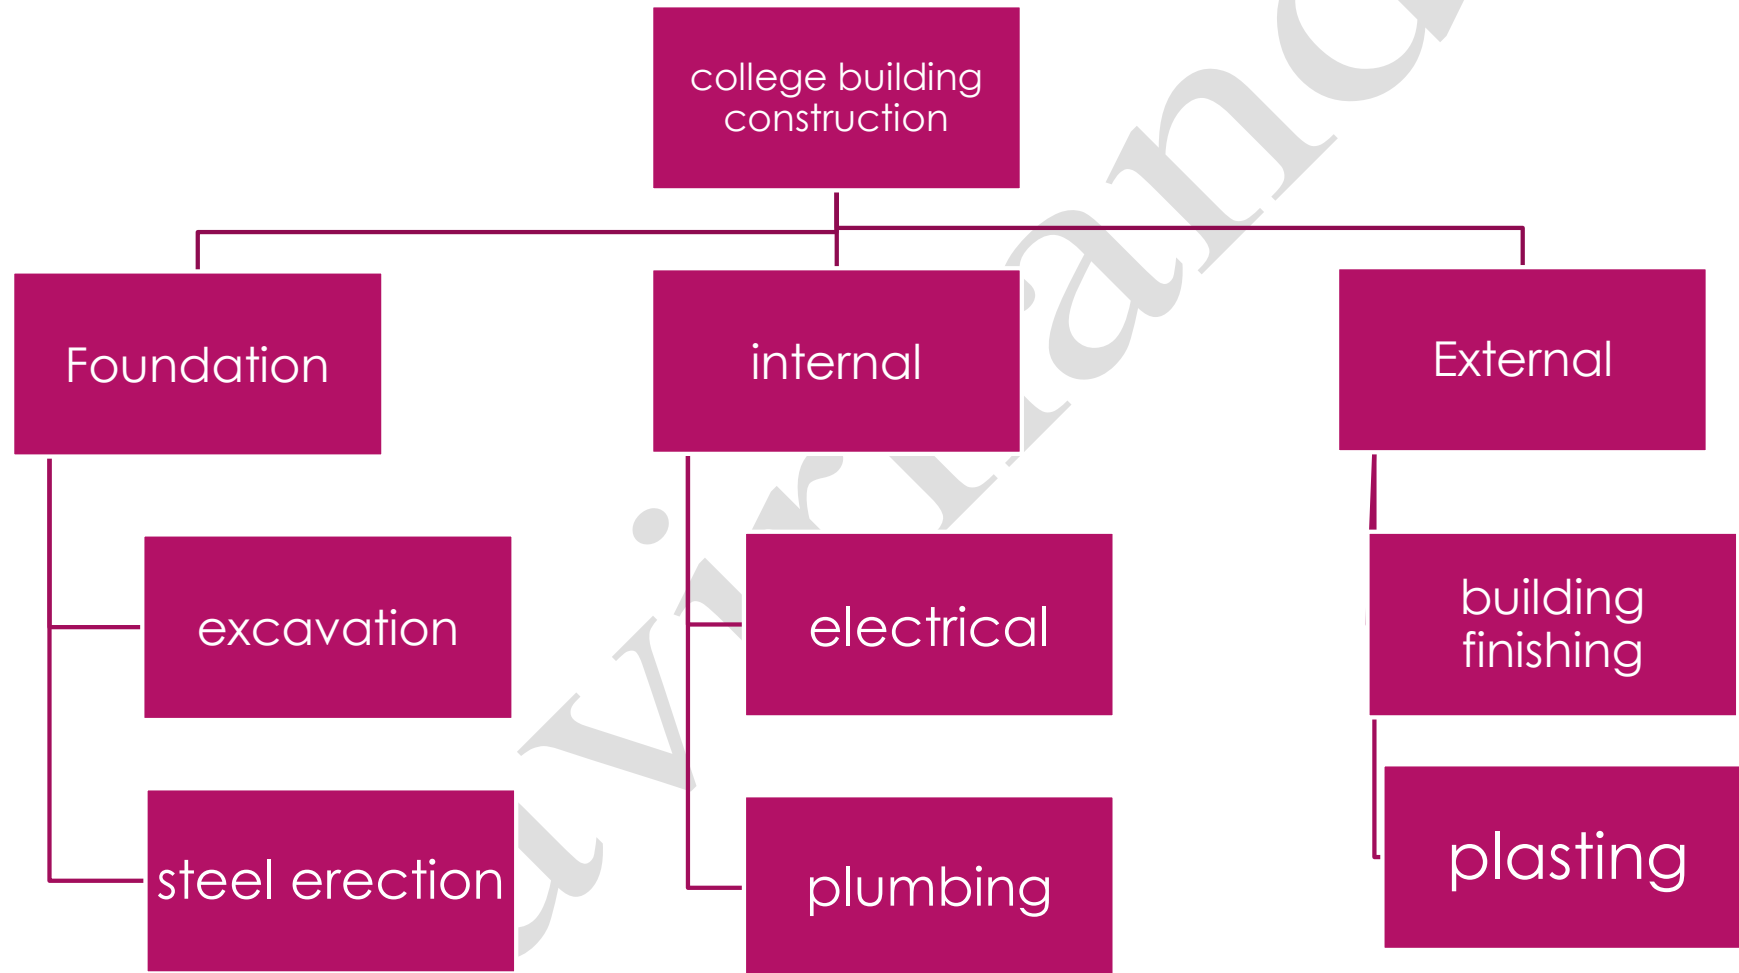 college building
construction
Foundation
internal
External
excavation
electrical
building
finishing
steel erection
plumbing
plasting